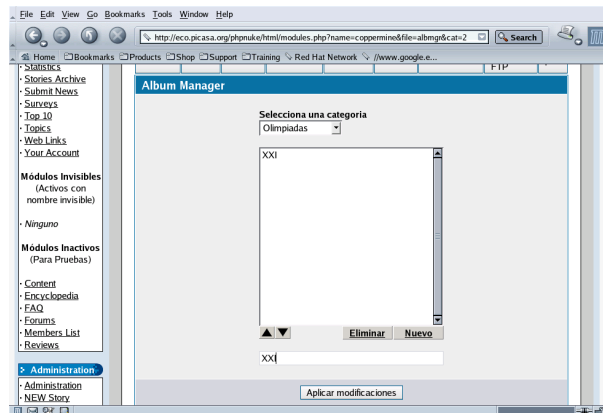 File Edit View Go Bookmarks Tools Window Help
http://eco.picasa.org/phpnuke/html/modules.php?name=coppermine&file=albmgr&cat=2 Search
Home Bookmarks Products Shop Support Training Red Hat Network //www.google.e...
Statistics
Stories Archive
Submit News
Surveys
Top 10
Topics
Web Links
Your Account
Módulos Invisibles
(Activos con
nombre invisible)
Ninguno
Módulos Inactivos
(Para Pruebas)
Content
Encyclopedia
FAQ
Forums
Members List
Reviews
Administration
Administration
NEW Story
FTP
Album Manager
Selecciona una categoria
Olimpiadas
XXI
Eliminar Nuevo
XXI
Aplicar modificaciones